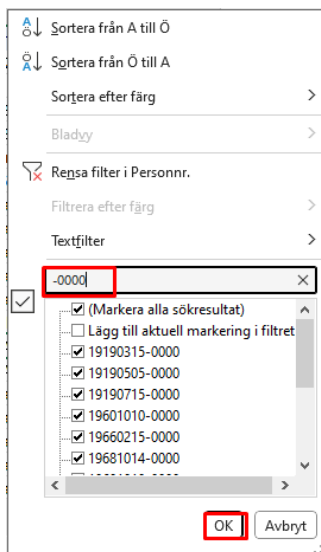 Sortera från A till Ö
Sortera från Ö till A
Sortera efter färg
Bladvy
Rensa filter i Personnr.
Filtrera efter färg
Textfilter
-0000
(Markera alla sökresultat)
Lägg till aktuell markering i filtret
19190315-0000
19190505-0000
19190715-0000
19601010-0000
19660215-0000
19681014-0000
OK
Avbryt